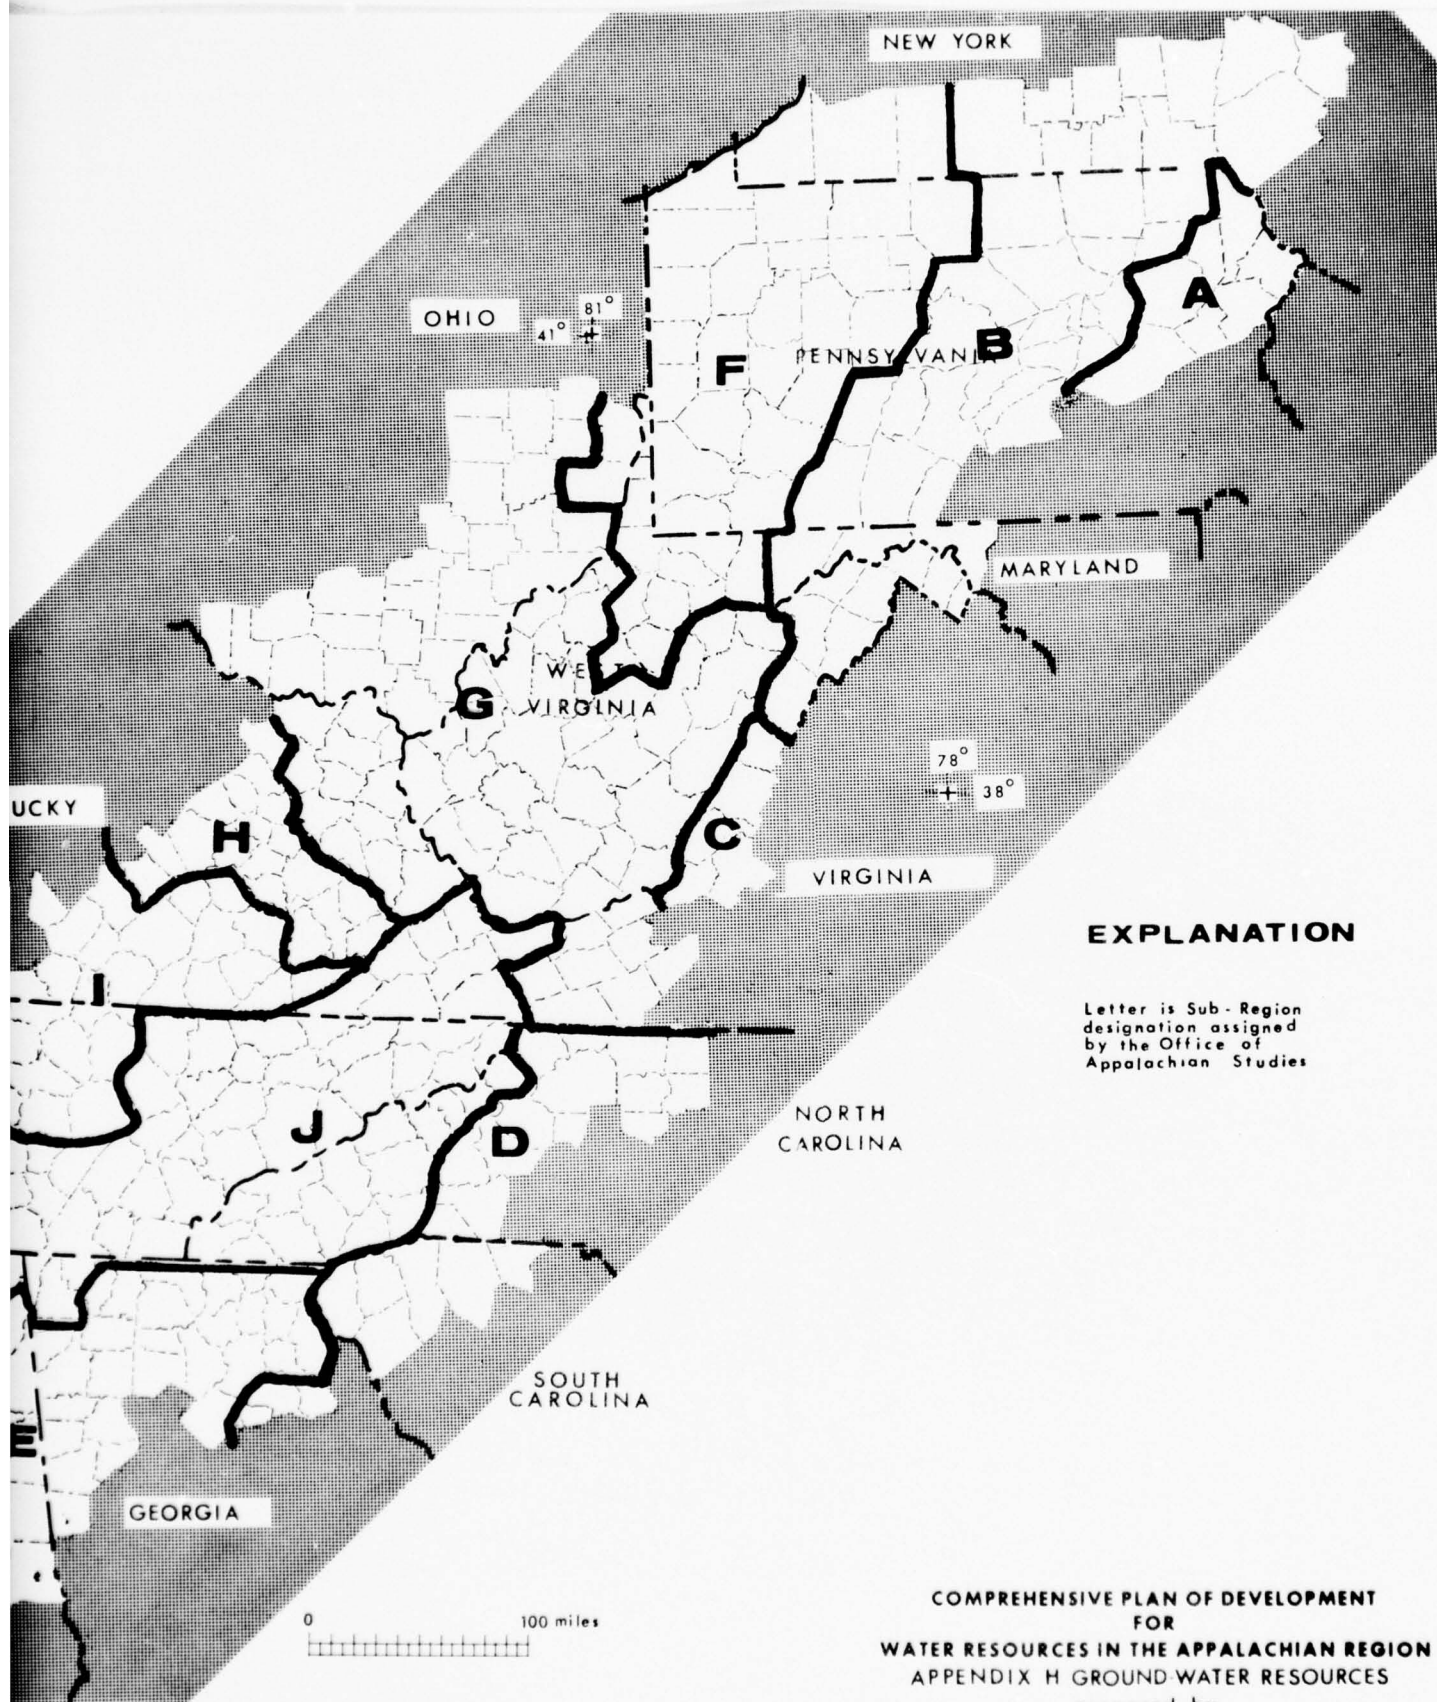 NEW YORK
OHIO
81°
41°
A
B
F
PENNSYLVANIA
MARYLAND
WEST
VIRGINIA
G
78°
38°
UCKY
H
C
VIRGINIA
EXPLANATION
I
Letter is Sub-Region
designation assigned
by the Office of
Appalachian Studies
J
D
NORTH
CAROLINA
SOUTH
CAROLINA
E
GEORGIA
0 100 miles
COMPREHENSIVE PLAN OF DEVELOPMENT
FOR
WATER RESOURCES IN THE APPALACHIAN REGION
APPENDIX H GROUND-WATER RESOURCES